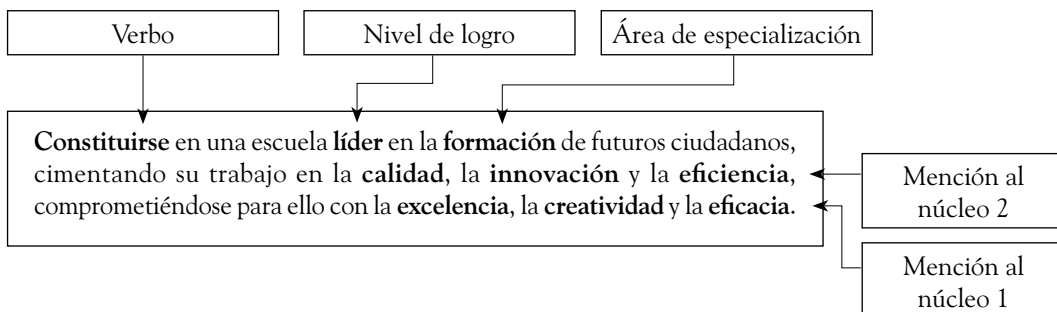 Verbo
Nivel de logro
Área de especialización
Constituirse en una escuela líder en la formación de futuros ciudadanos,
cimentando su trabajo en la calidad, la innovación y la eficiencia,
comprometiéndose para ello con la excelencia, la creatividad y la eficacia.
Mención al
núcleo 2
Mención al
núcleo 1